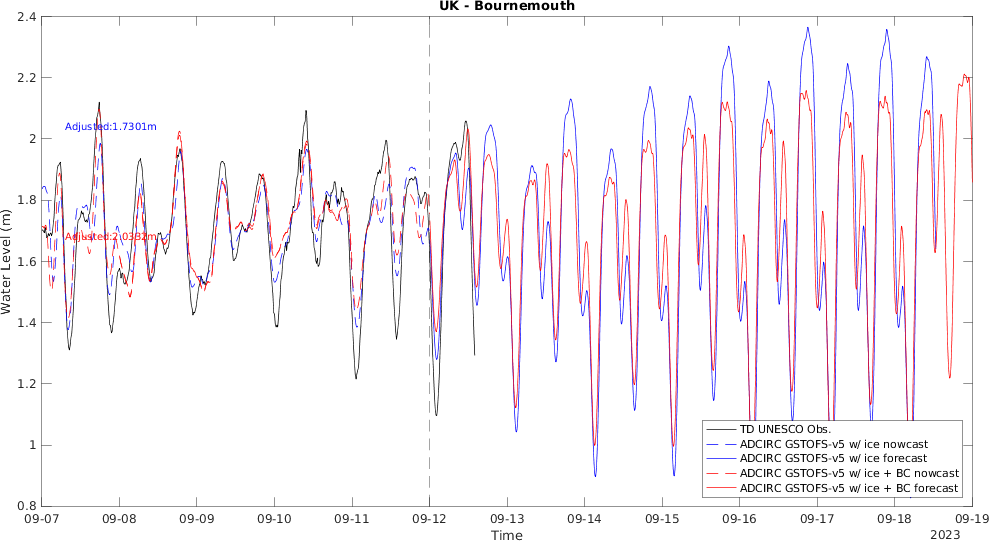 UK - Bournemouth
2.4
2.2
2
1.8
1.6
1.4
1.2
1
0.8
Water Level (m)
Adjusted:1.7301m
Adjusted:2.0332m
TD UNESCO Obs.
ADCIRC GSTOFS-v5 w/ ice nowcast
ADCIRC GSTOFS-v5 w/ ice forecast
ADCIRC GSTOFS-v5 w/ ice + BC nowcast
ADCIRC GSTOFS-v5 w/ ice + BC forecast
09-07 09-08 09-09 09-10 09-11 09-12 09-13 09-14 09-15 09-16 09-17 09-18 09-19
Time
2023